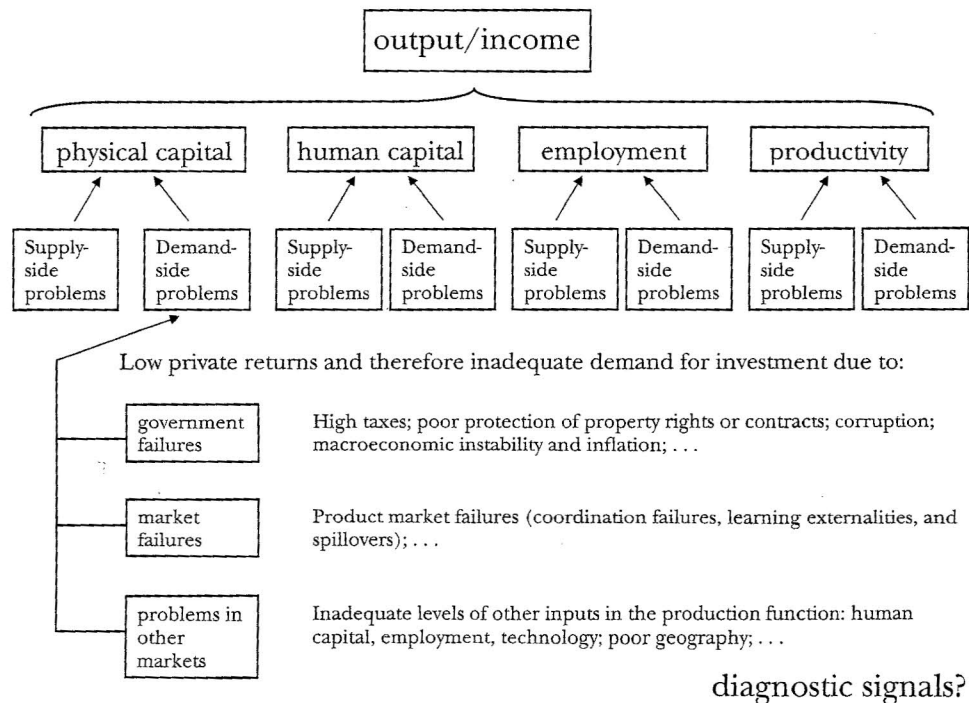 output/income
physical capital
human capital
employment
productivity
Supply-
side
problems
Demand-
side
problems
Supply-
side
problems
Demand-
side
problems
Supply-
side
problems
Demand-
side
problems
Supply-
side
problems
Demand-
side
problems
Low private returns and therefore inadequate demand for investment due to:
government
failures
High taxes; poor protection of property rights or contracts; corruption;
macroeconomic instability and inflation; . . .
market
failures
Product market failures (coordination failures, learning externalities, and
spillovers); . . .
problems in
other
markets
Inadequate levels of other inputs in the production function: human
capital, employment, technology; poor geography; . . .
diagnostic signals?